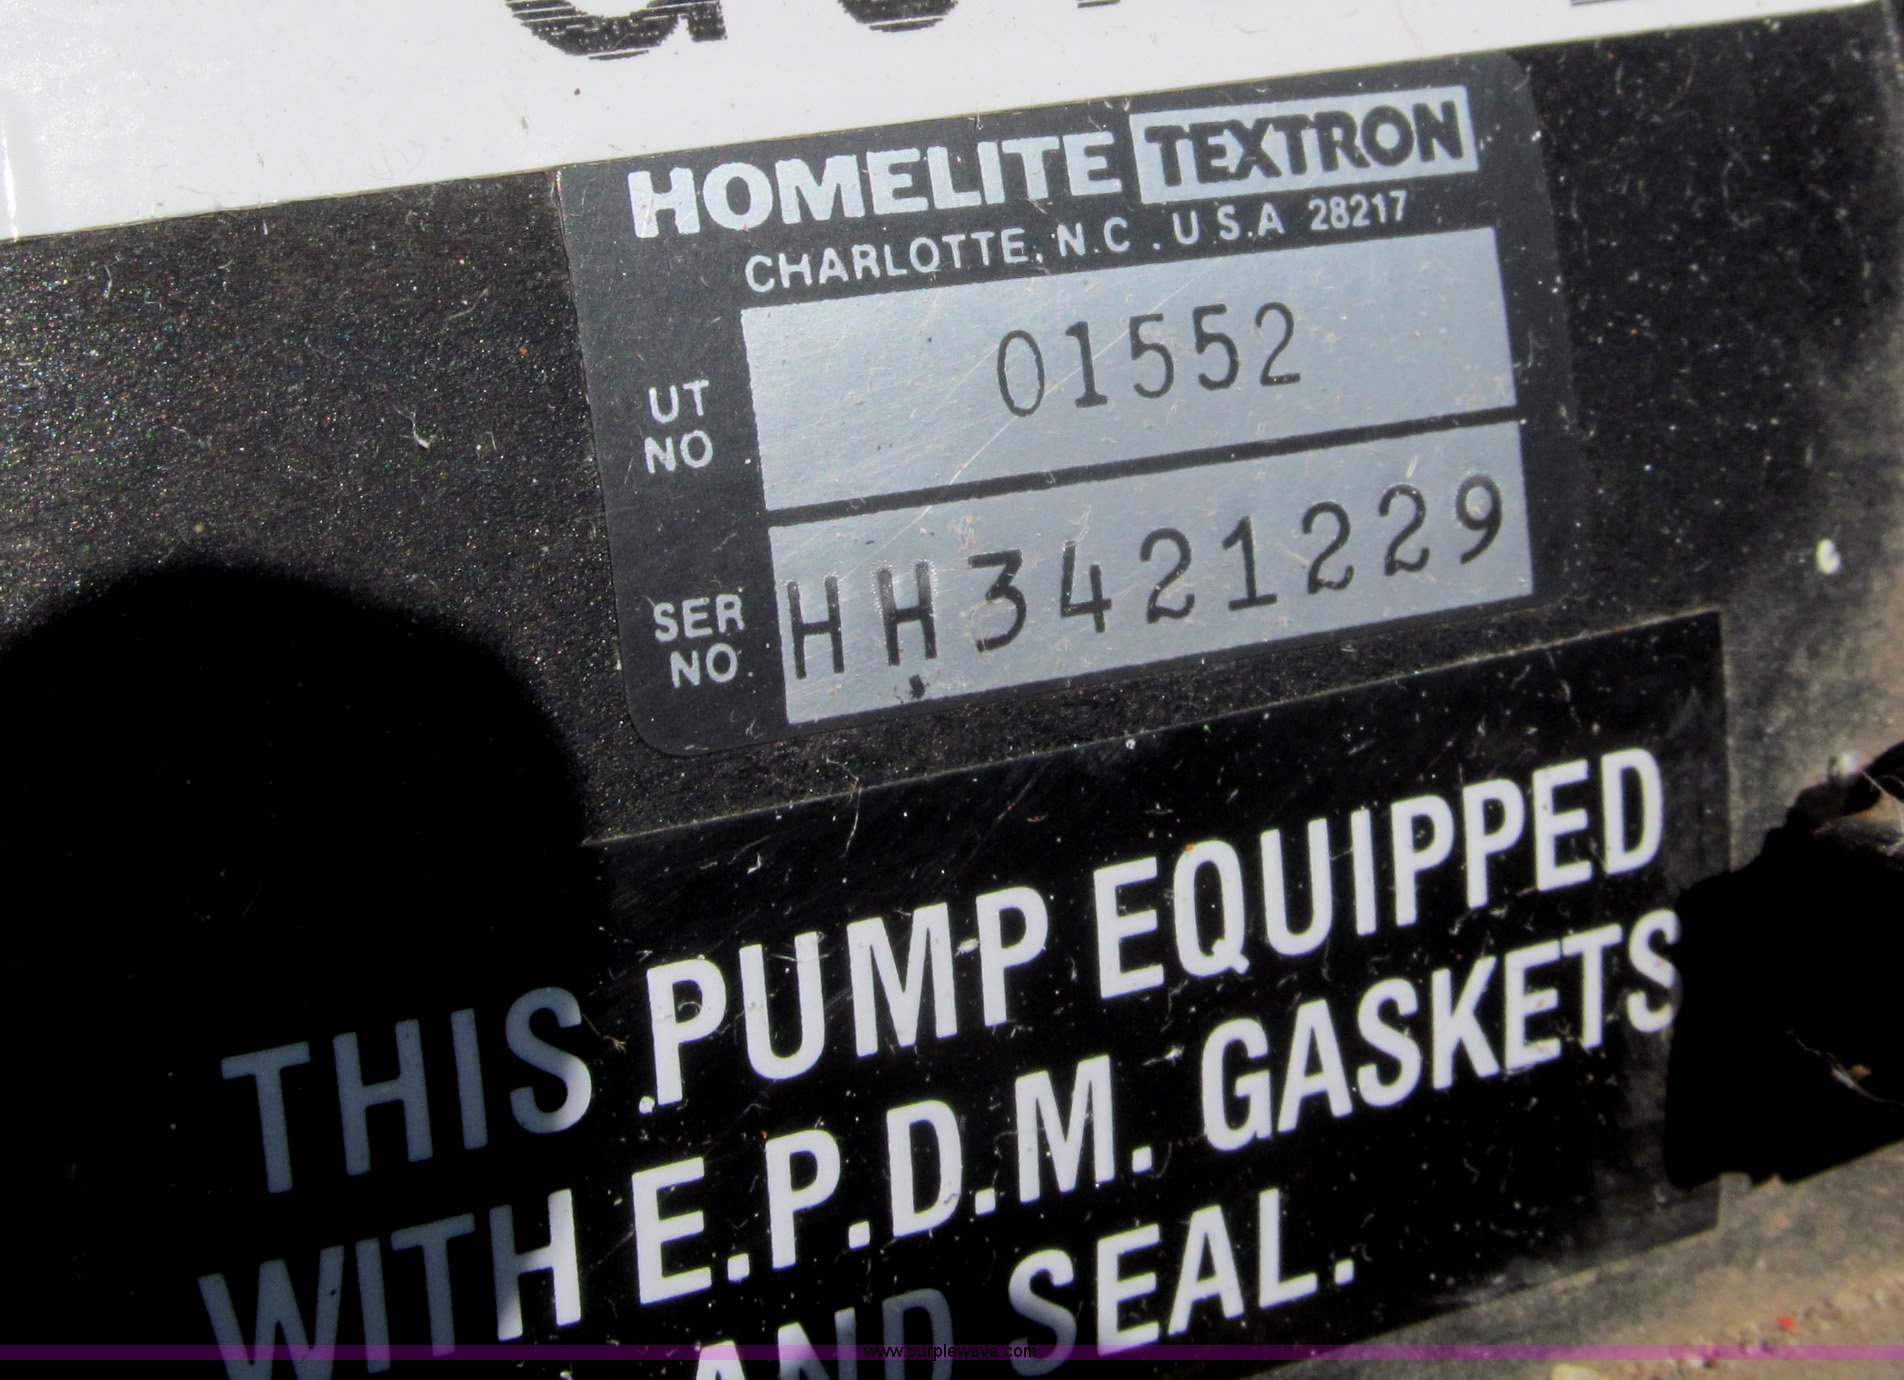 HOMELITE TEXTRON
CHARLOTTE, N.C. U.S.A 28217
UT NO 01552
SER NO. HH3421229
THIS PUMP EQUIPPED
WITH E.P.D.M. GASKETS
AND SEAL.
www.purplewave.com